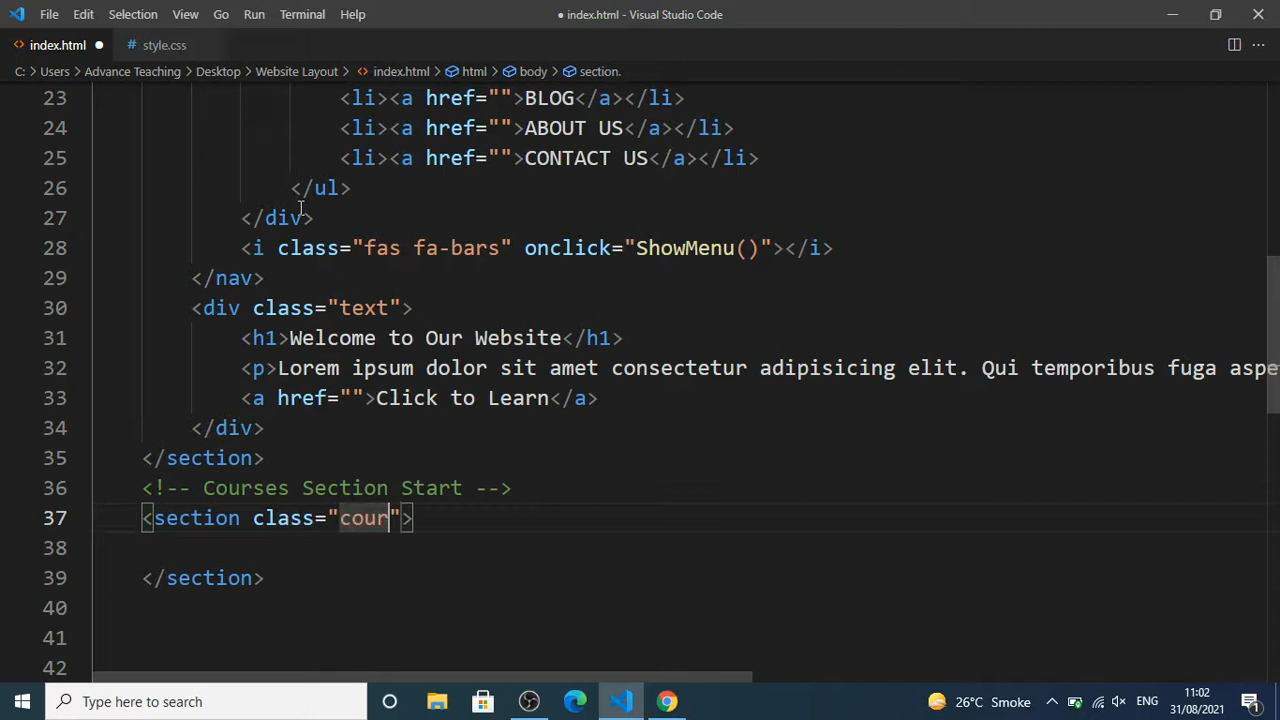 File Edit Selection View Go Run Terminal Help ● index.html - Visual Studio Code
index.html ● # style.css
C: > Users > Advance Teaching > Desktop > Website Layout > index.html > html > body > section.
23 <li><a href="">BLOG</a></li>
24 <li><a href="">ABOUT US</a></li>
25 <li><a href="">CONTACT US</a></li>
26 </ul>
27 </div>
28 <i class="fas fa-bars" onclick="ShowMenu()"></i>
29 </nav>
30 <div class="text">
31 <h1>Welcome to Our Website</h1>
32 <p>Lorem ipsum dolor sit amet consectetur adipisicing elit. Qui temporibus fuga aspe
33 <a href="">Click to Learn</a>
34 </div>
35 </section>
36 <!-- Courses Section Start -->
37 <section class="cour">
38
39 </section>
40
41
42
Type here to search 26°C Smoke ENG 11:02
31/08/2021 1